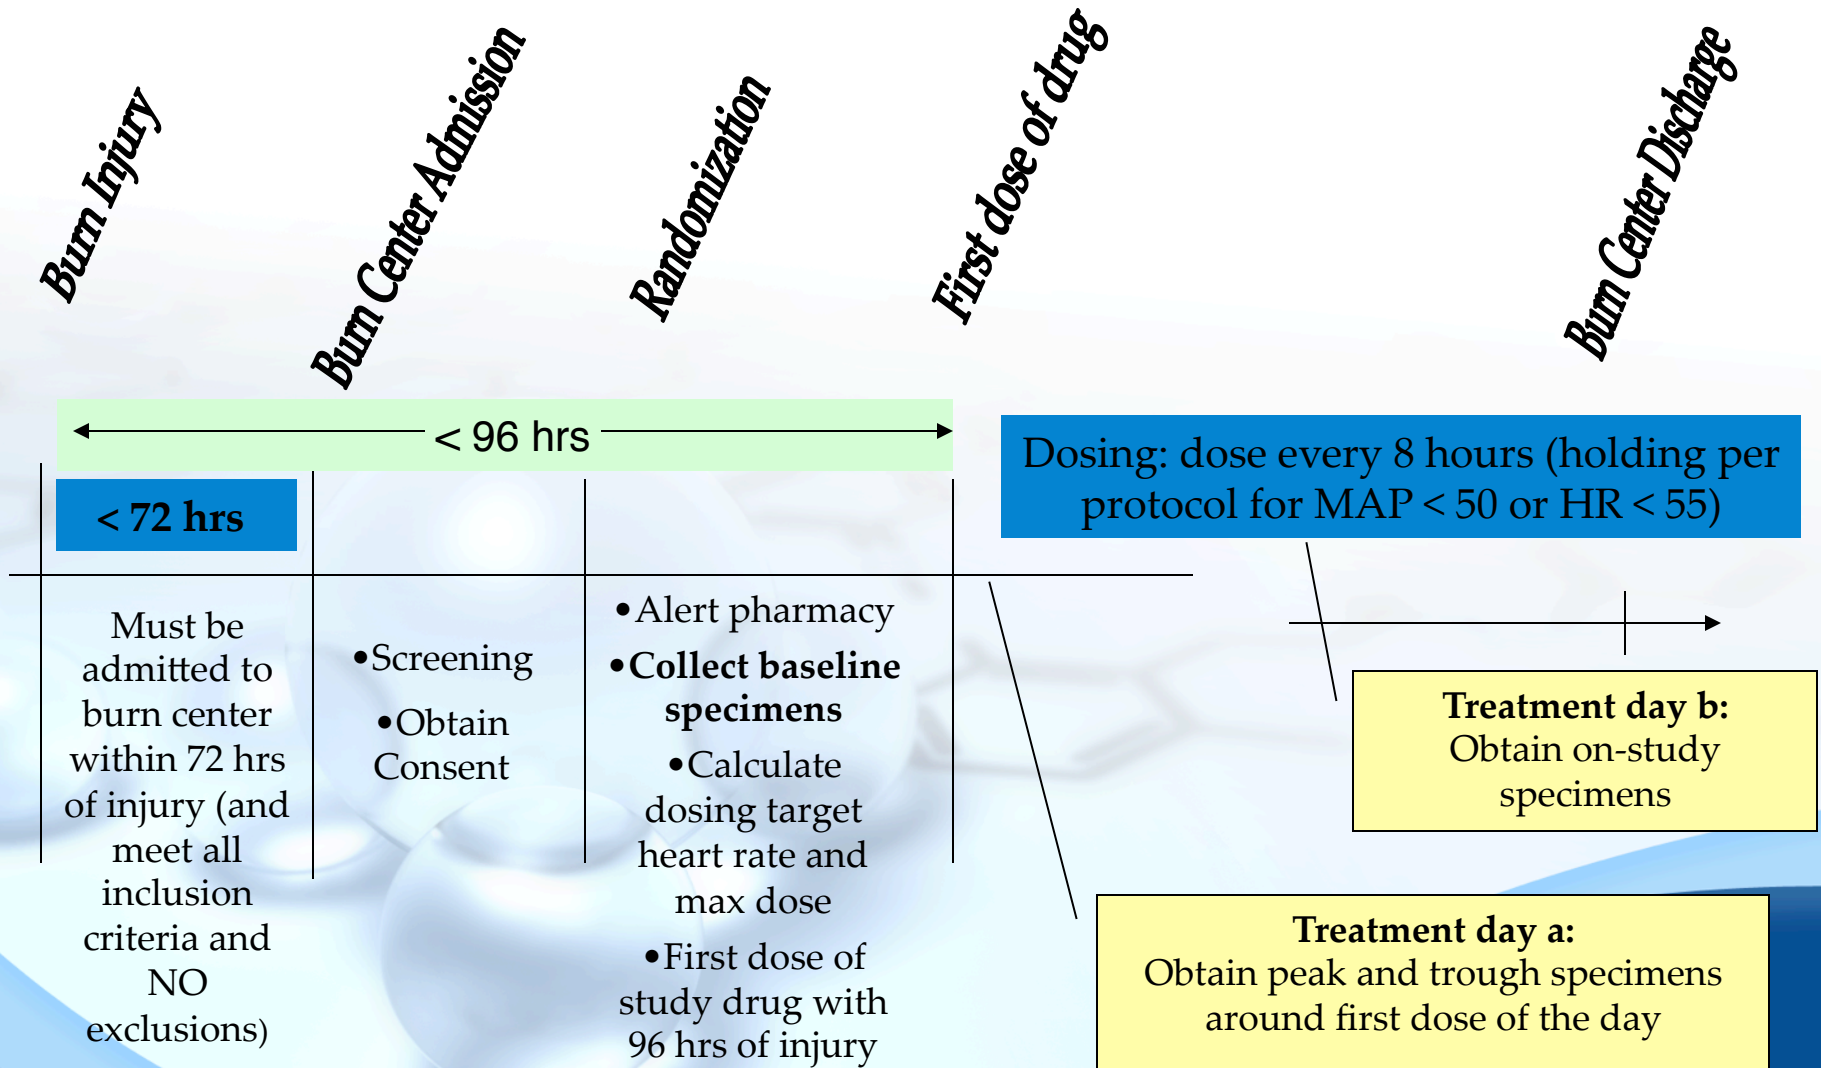 Burn Injury
Burn Center Admission
Randomization
First dose of drug
Burn Center Discharge
< 96 hrs
< 72 hrs
Dosing: dose every 8 hours (holding per
protocol for MAP < 50 or HR < 55)
Must be
admitted to
burn center
within 72 hrs
of injury (and
meet all
inclusion
criteria and
NO
exclusions)
•Screening
•Obtain
Consent
•Alert pharmacy
•Collect baseline
specimens
•Calculate
dosing target
heart rate and
max dose
•First dose of
study drug with
96 hrs of injury
Treatment day b:
Obtain on-study
specimens
Treatment day a:
Obtain peak and trough specimens
around first dose of the day